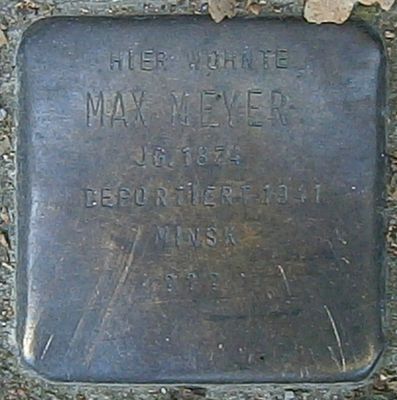 HIER WOHNTE
MAX MEYER
JG. 1874
DEPORTIERT 1941
MINSK
???